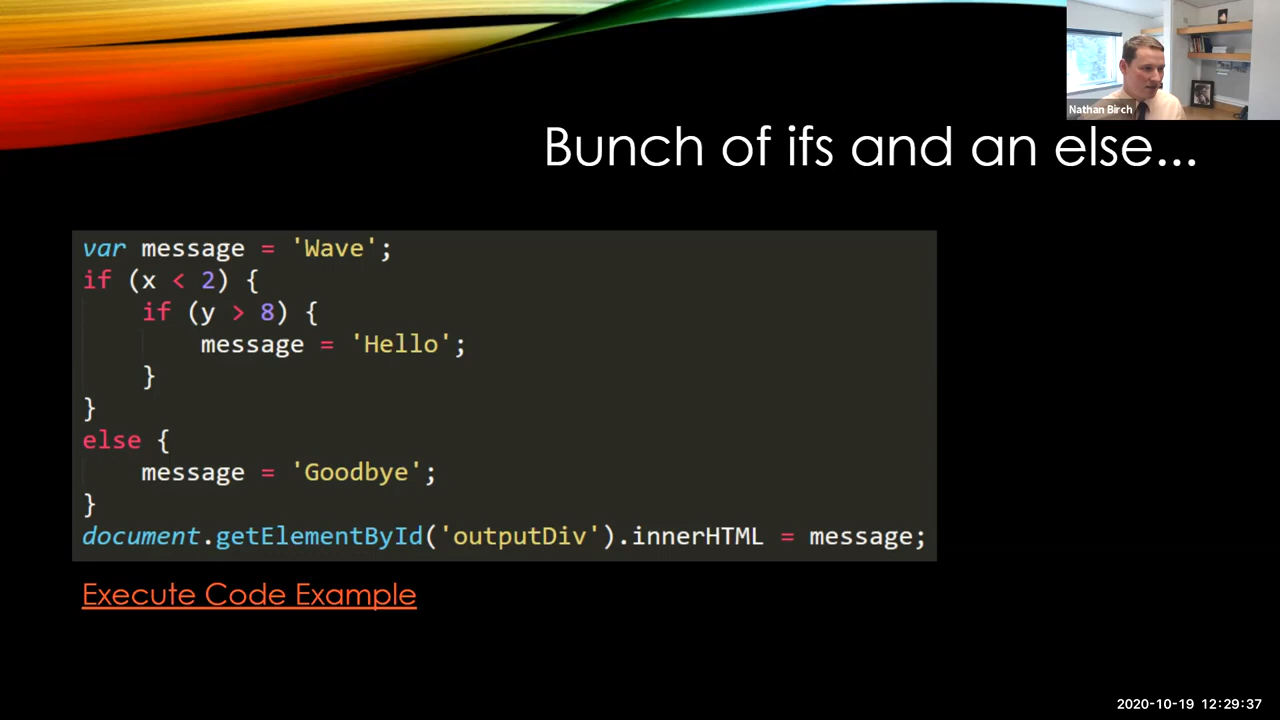 Nathan Birch
Bunch of ifs and an else...
var message = 'Wave';
if (x < 2) {
    if (y > 8) {
        message = 'Hello';
    }
}
else {
    message = 'Goodbye';
}
document.getElementById('outputDiv').innerHTML = message;
Execute Code Example
2020-10-19 12:29:37